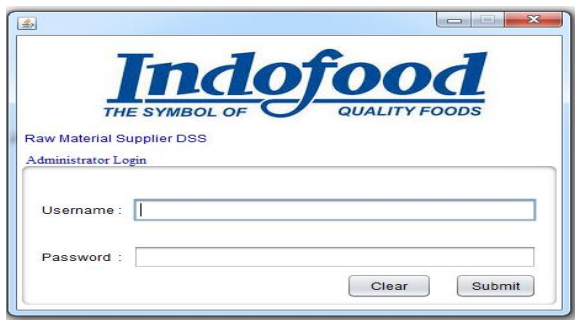 Indofood
THE SYMBOL OF QUALITY FOODS
Raw Material Supplier DSS
Administrator Login
Username :
Password :
Clear Submit